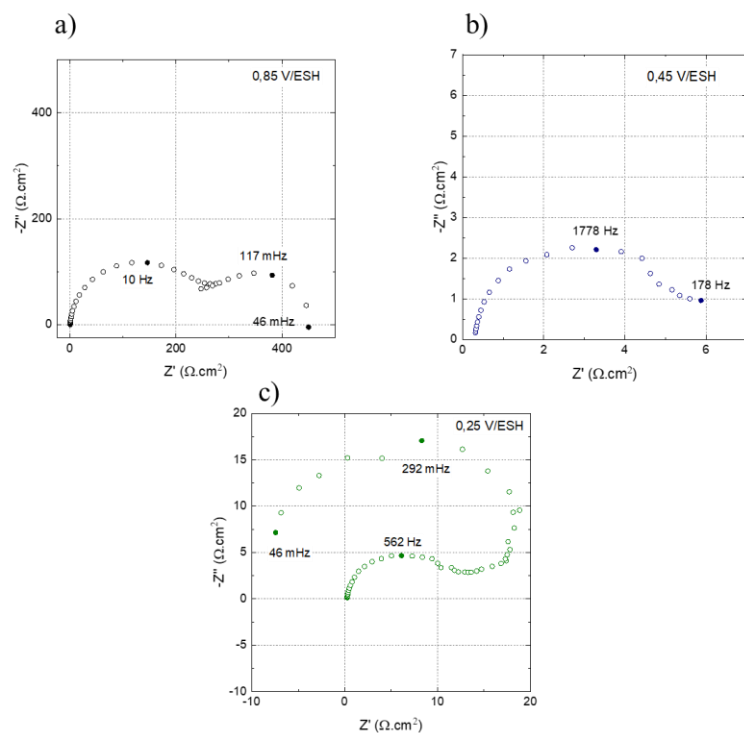 a)
0,85 V/ESH
500
400
200
0
-Z'' (Ω.cm²)
10 Hz
117 mHz
46 mHz
0
200
400
Z' (Ω.cm²)
b)
0,45 V/ESH
7
6
5
4
3
2
1
0
-Z'' (Ω.cm²)
1778 Hz
178 Hz
0
2
4
6
Z' (Ω.cm²)
c)
0,25 V/ESH
20
15
10
5
0
-5
-10
-Z'' (Ω.cm²)
292 mHz
562 Hz
46 mHz
-10
0
10
20
Z' (Ω.cm²)